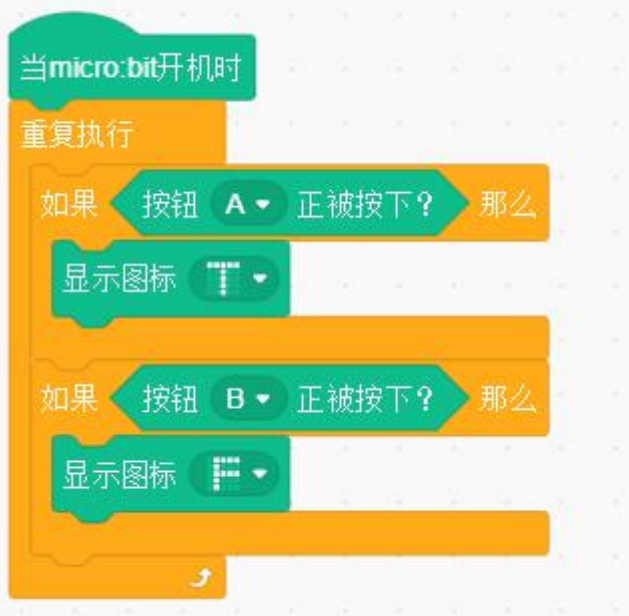 当micro:bit开机时
重复执行
如果 按钮 A 正被按下? 那么
显示图标 T
如果 按钮 B 正被按下? 那么
显示图标 F